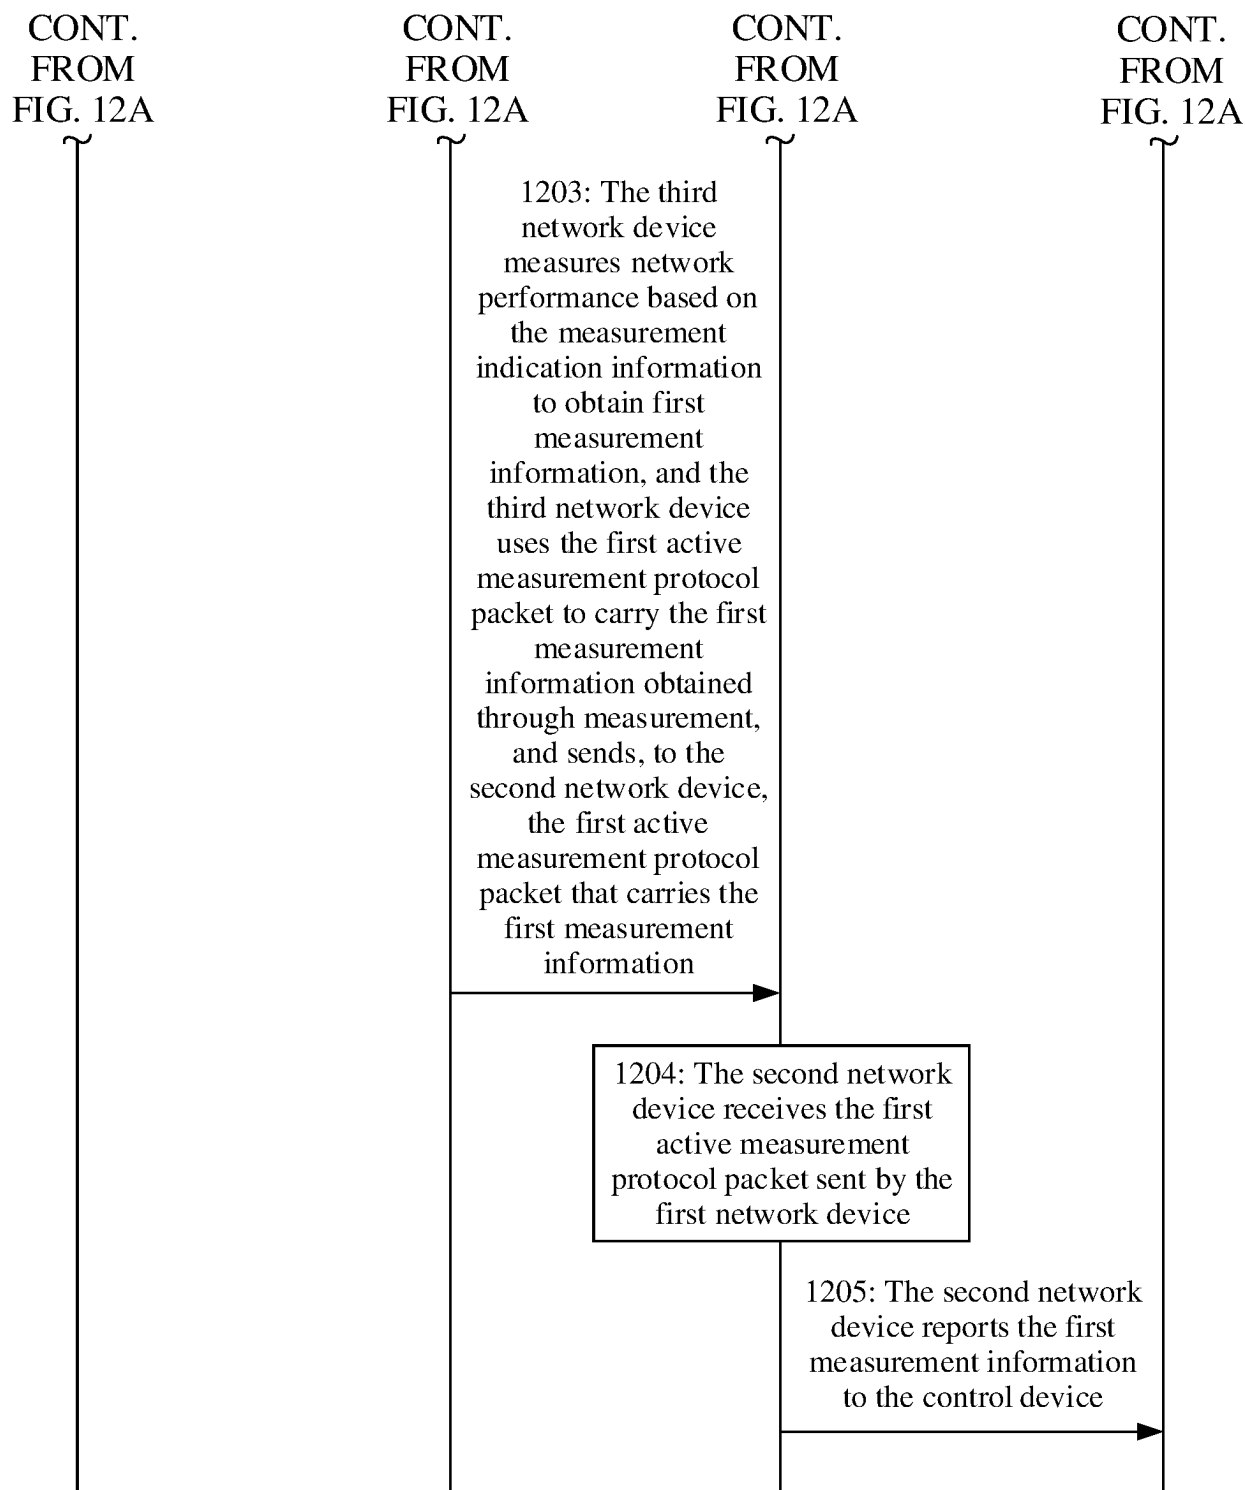 CONT.
FROM
FIG. 12A
CONT.
FROM
FIG. 12A
CONT.
FROM
FIG. 12A
CONT.
FROM
FIG. 12A
1203: The third
network device
measures network
performance based on
the measurement
indication information
to obtain first
measurement
information, and the
third network device
uses the first active
measurement protocol
packet to carry the first
measurement
information obtained
through measurement,
and sends, to the
second network device,
the first active
measurement protocol
packet that carries the
first measurement
information
1204: The second network
device receives the first
active measurement
protocol packet sent by the
first network device
1205: The second network
device reports the first
measurement information
to the control device